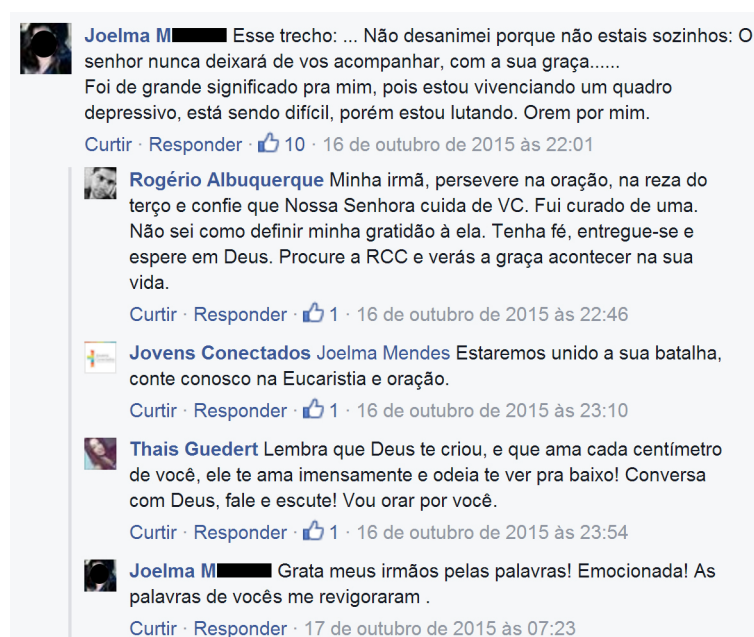 Joelma M Esse trecho: ... Não desanimei porque não estais sozinhos: O
senhor nunca deixará de vos acompanhar, com a sua graça......
Foi de grande significado pra mim, pois estou vivenciando um quadro
depressivo, está sendo difícil, porém estou lutando. Orem por mim.
Curtir · Responder · 10 · 16 de outubro de 2015 às 22:01
Rogério Albuquerque Minha irmã, persevere na oração, na reza do
terço e confie que Nossa Senhora cuida de VC. Fui curado de uma.
Não sei como definir minha gratidão à ela. Tenha fé, entregue-se e
espere em Deus. Procure a RCC e verás a graça acontecer na sua
vida.
Curtir · Responder · 1 · 16 de outubro de 2015 às 22:46
Jovens Conectados Joelma Mendes Estaremos unido a sua batalha,
conte conosco na Eucaristia e oração.
Curtir · Responder · 1 · 16 de outubro de 2015 às 23:10
Thais Guedert Lembra que Deus te criou, e que ama cada centímetro
de você, ele te ama imensamente e odeia te ver pra baixo! Conversa
com Deus, fale e escute! Vou orar por você.
Curtir · Responder · 1 · 16 de outubro de 2015 às 23:54
Joelma M Grata meus irmãos pelas palavras! Emocionada! As
palavras de vocês me revigoraram .
Curtir · Responder · 17 de outubro de 2015 às 07:23